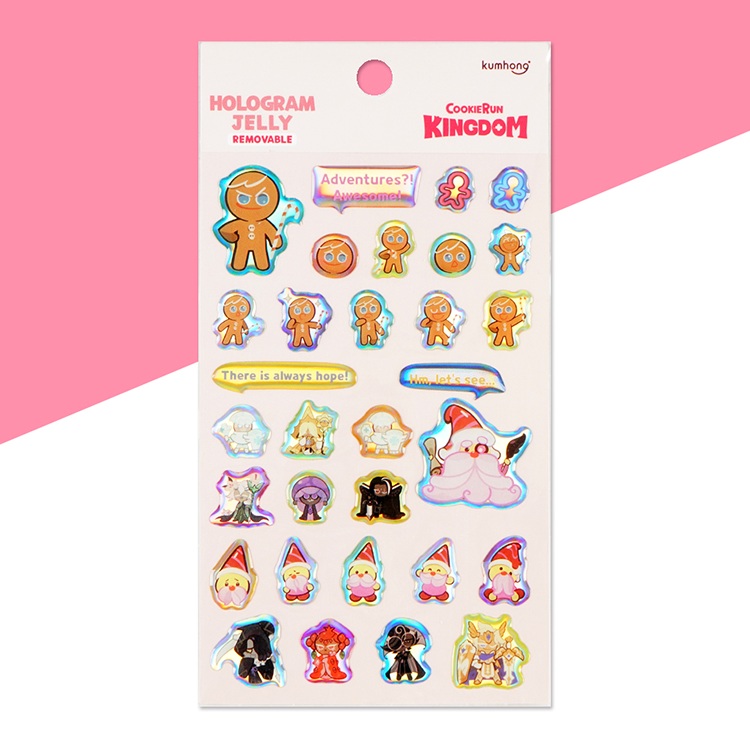 kumhong
HOLOGRAM
JELLY
REMOVABLE
COOKIERUN
KINGDOM
Adventures?!
Awesome!
There is always hope!
Hm, let's see...